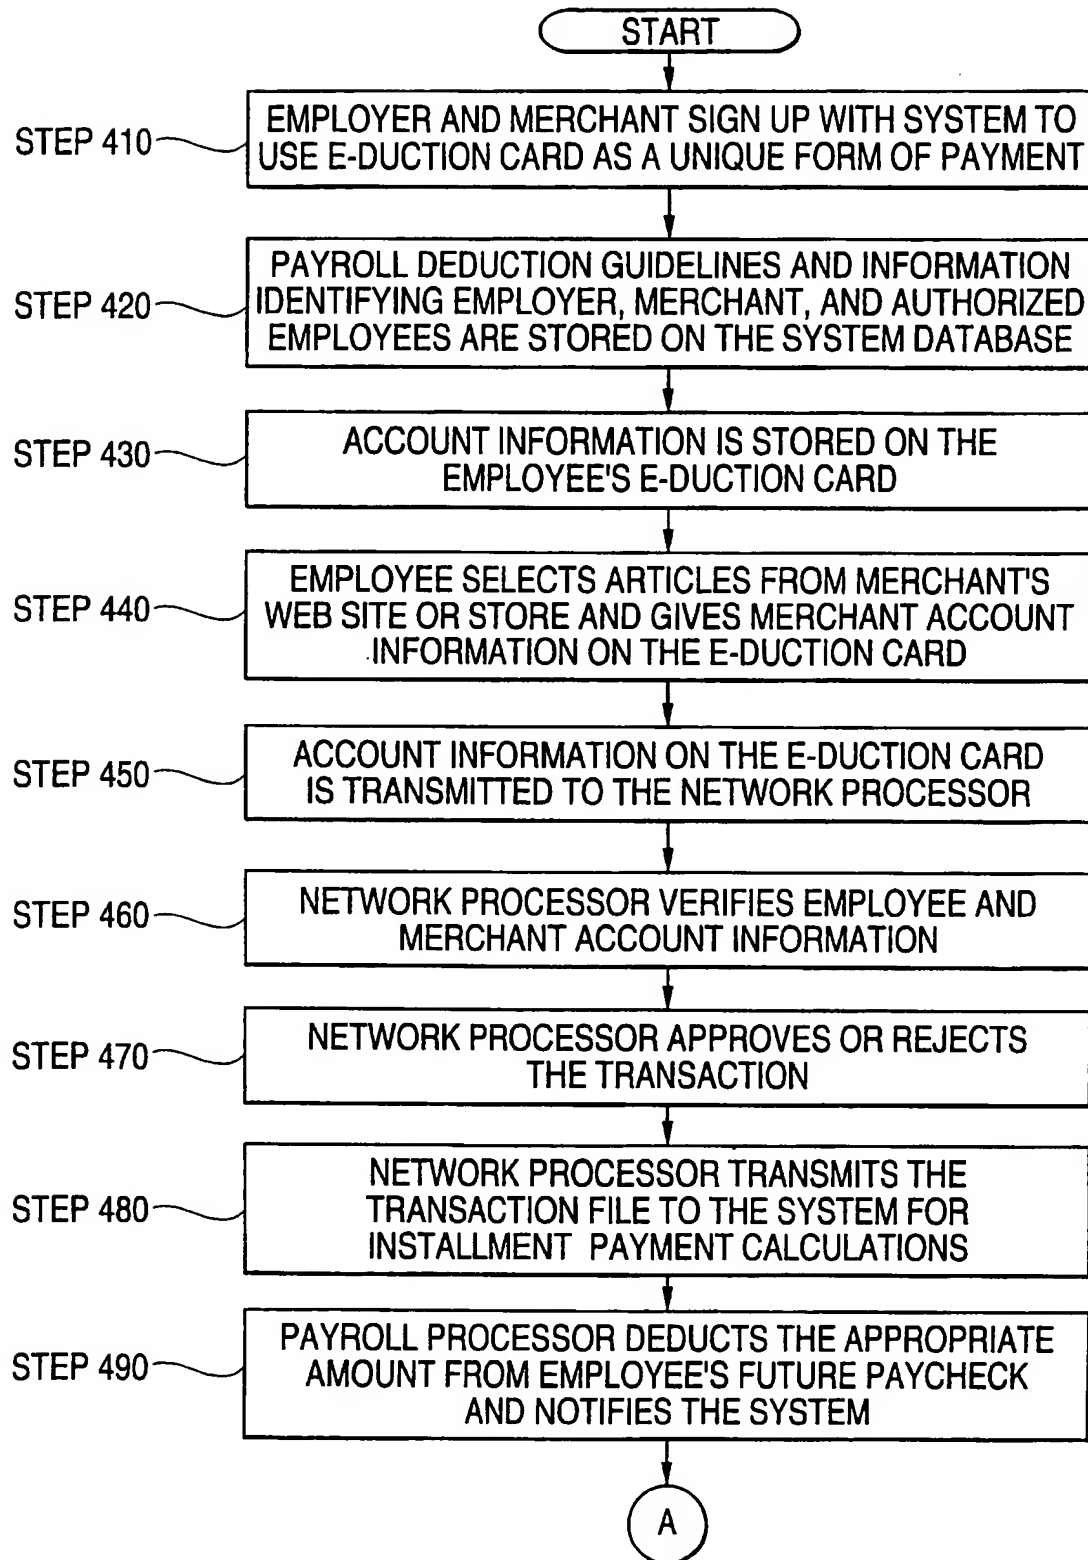 START
STEP 410
EMPLOYER AND MERCHANT SIGN UP WITH SYSTEM TO
USE E-DUCTION CARD AS A UNIQUE FORM OF PAYMENT
STEP 420
PAYROLL DEDUCTION GUIDELINES AND INFORMATION
IDENTIFYING EMPLOYER, MERCHANT, AND AUTHORIZED
EMPLOYEES ARE STORED ON THE SYSTEM DATABASE
STEP 430
ACCOUNT INFORMATION IS STORED ON THE
EMPLOYEE'S E-DUCTION CARD
STEP 440
EMPLOYEE SELECTS ARTICLES FROM MERCHANT'S
WEB SITE OR STORE AND GIVES MERCHANT ACCOUNT
INFORMATION ON THE E-DUCTION CARD
STEP 450
ACCOUNT INFORMATION ON THE E-DUCTION CARD
IS TRANSMITTED TO THE NETWORK PROCESSOR
STEP 460
NETWORK PROCESSOR VERIFIES EMPLOYEE AND
MERCHANT ACCOUNT INFORMATION
STEP 470
NETWORK PROCESSOR APPROVES OR REJECTS
THE TRANSACTION
STEP 480
NETWORK PROCESSOR TRANSMITS THE
TRANSACTION FILE TO THE SYSTEM FOR
INSTALLMENT PAYMENT CALCULATIONS
STEP 490
PAYROLL PROCESSOR DEDUCTS THE APPROPRIATE
AMOUNT FROM EMPLOYEE'S FUTURE PAYCHECK
AND NOTIFIES THE SYSTEM
A